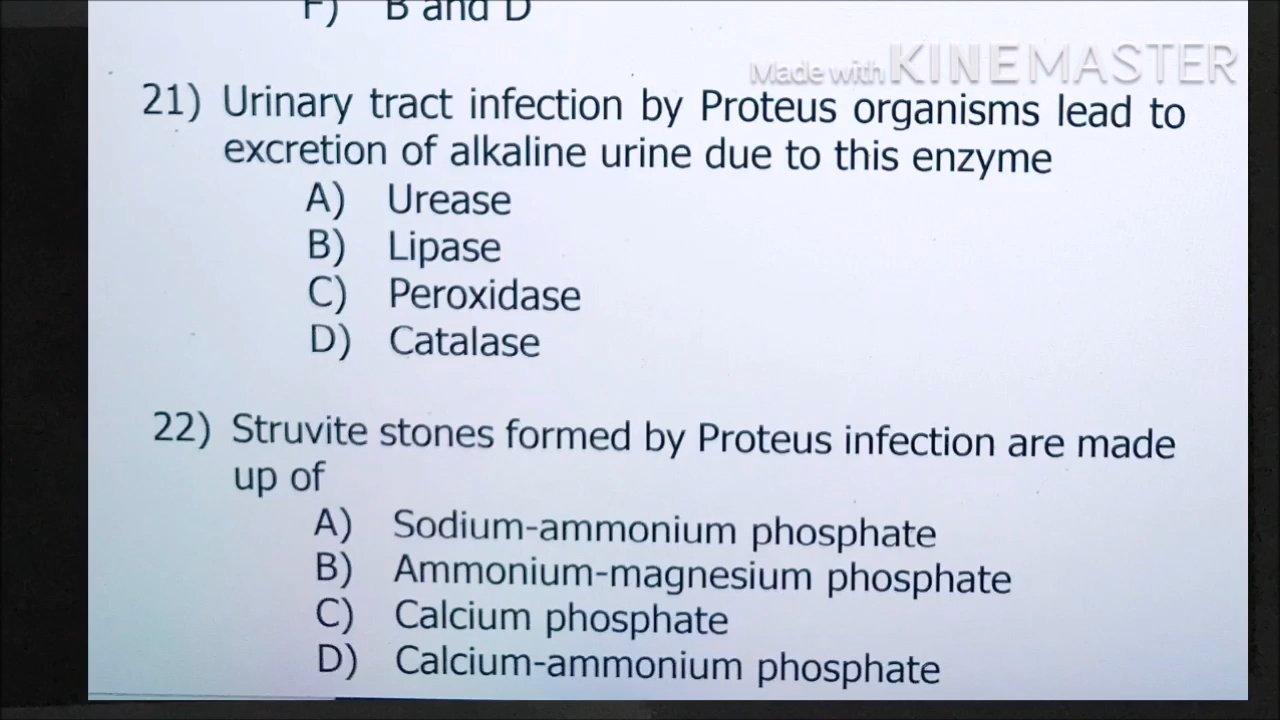 F) B and D
Made with KINEMASTER
21) Urinary tract infection by Proteus organisms lead to
excretion of alkaline urine due to this enzyme
A) Urease
B) Lipase
C) Peroxidase
D) Catalase
22) Struvite stones formed by Proteus infection are made
up of
A) Sodium-ammonium phosphate
B) Ammonium-magnesium phosphate
C) Calcium phosphate
D) Calcium-ammonium phosphate